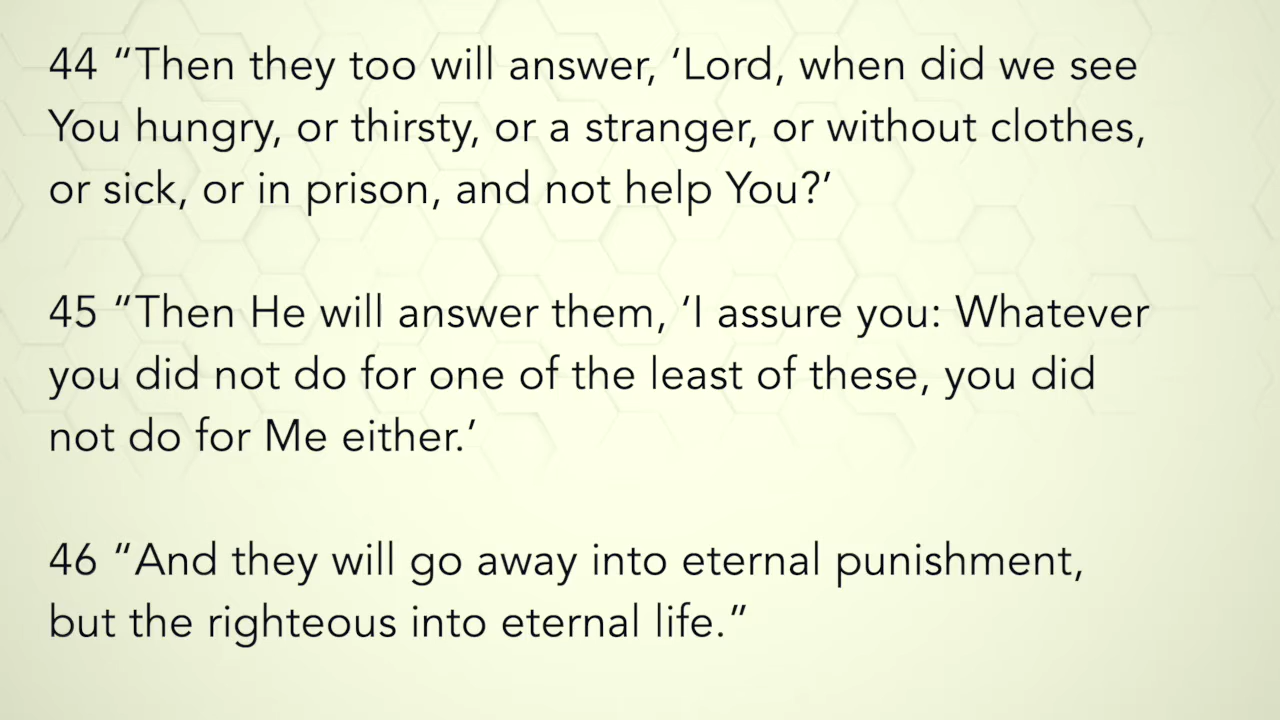 44 “Then they too will answer, ‘Lord, when did we see
You hungry, or thirsty, or a stranger, or without clothes,
or sick, or in prison, and not help You?’
45 “Then He will answer them, ‘I assure you: Whatever
you did not do for one of the least of these, you did
not do for Me either.’
46 “And they will go away into eternal punishment,
but the righteous into eternal life.”